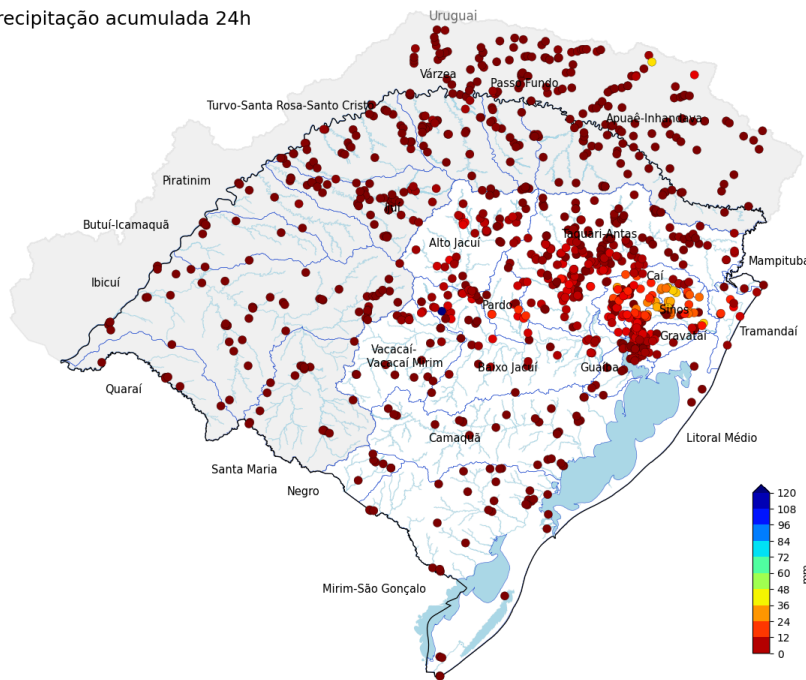 recipitação acumulada 24h
Uruguai
Várzea
Passo Fundo
Turvo-Santa Rosa-Santo Cristo
Apuaê-Inhandava
Piratinim
Ijuí
Butuí-Icamaquã
Taquari-Antas
Alto Jacuí
Mampituba
Ibicuí
Caí
Pardo
Sinos
Tramandaí
Gravataí
Vacacaí-
Vacacaí Mirim
Baixo Jacuí
Guaíba
Quaraí
Camaquã
Litoral Médio
Santa Maria
Negro
Mirim-São Gonçalo
120
108
96
84
72
60
48
36
24
12
0
mm